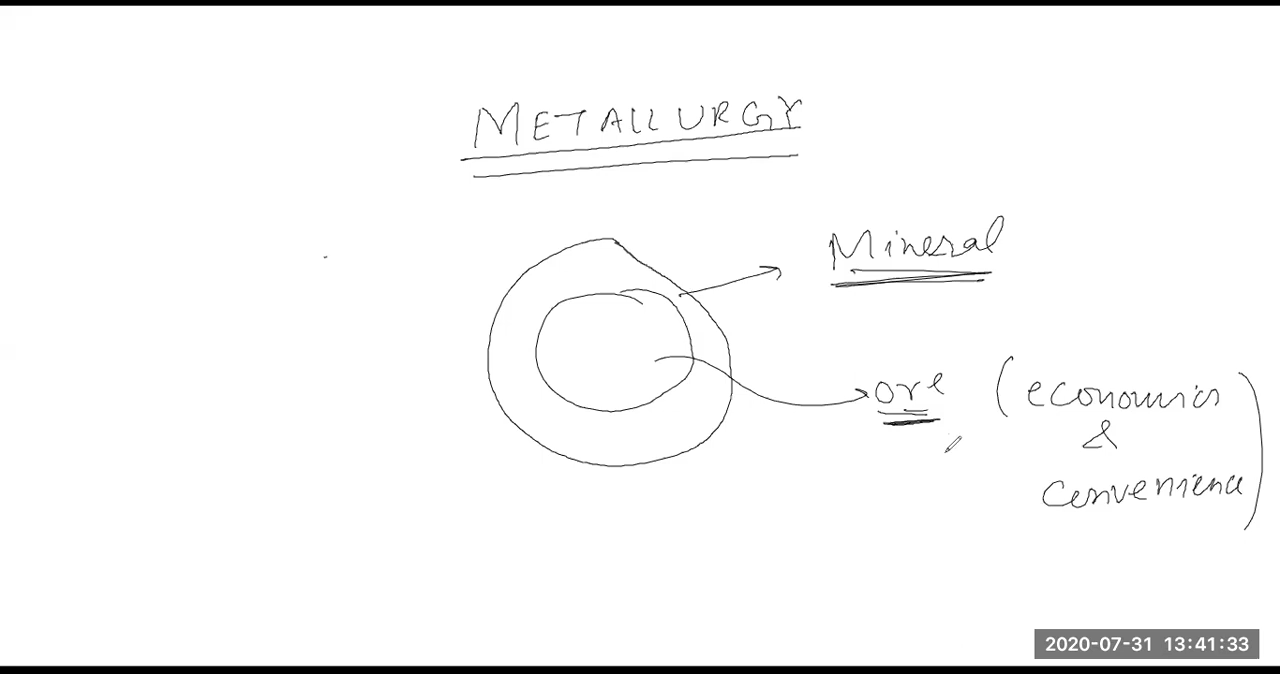 METALLURGY
Mineral
ore (economics
&
convenience)
2020-07-31 13:41:33